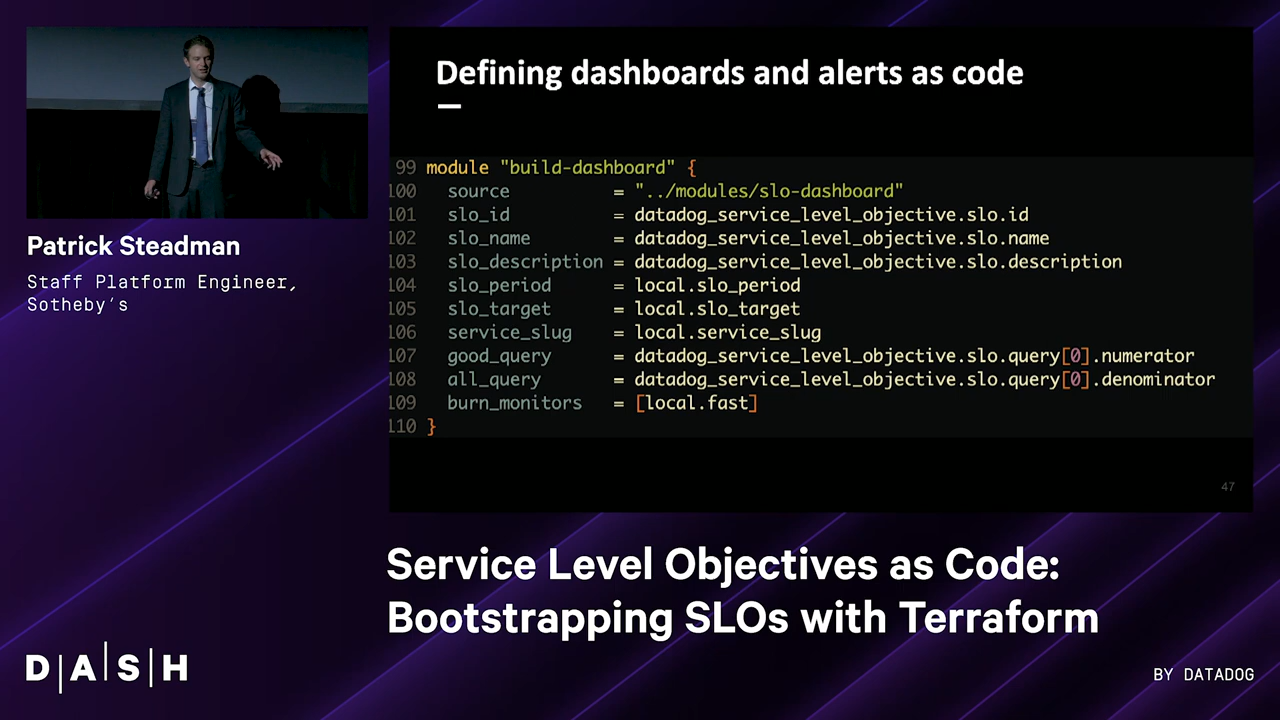 Defining dashboards and alerts as code
99 module "build-dashboard" {
100 source = "../modules/slo-dashboard"
101 slo_id = datadog_service_level_objective.slo.id
102 slo_name = datadog_service_level_objective.slo.name
103 slo_description = datadog_service_level_objective.slo.description
104 slo_period = local.slo_period
105 slo_target = local.slo_target
106 service_slug = local.service_slug
107 good_query = datadog_service_level_objective.slo.query[0].numerator
108 all_query = datadog_service_level_objective.slo.query[0].denominator
109 burn_monitors = [local.fast]
110 }
47
Patrick Steadman
Staff Platform Engineer,
Sotheby's
Service Level Objectives as Code:
Bootstrapping SLOs with Terraform
D|A|S|H
BY DATADOG